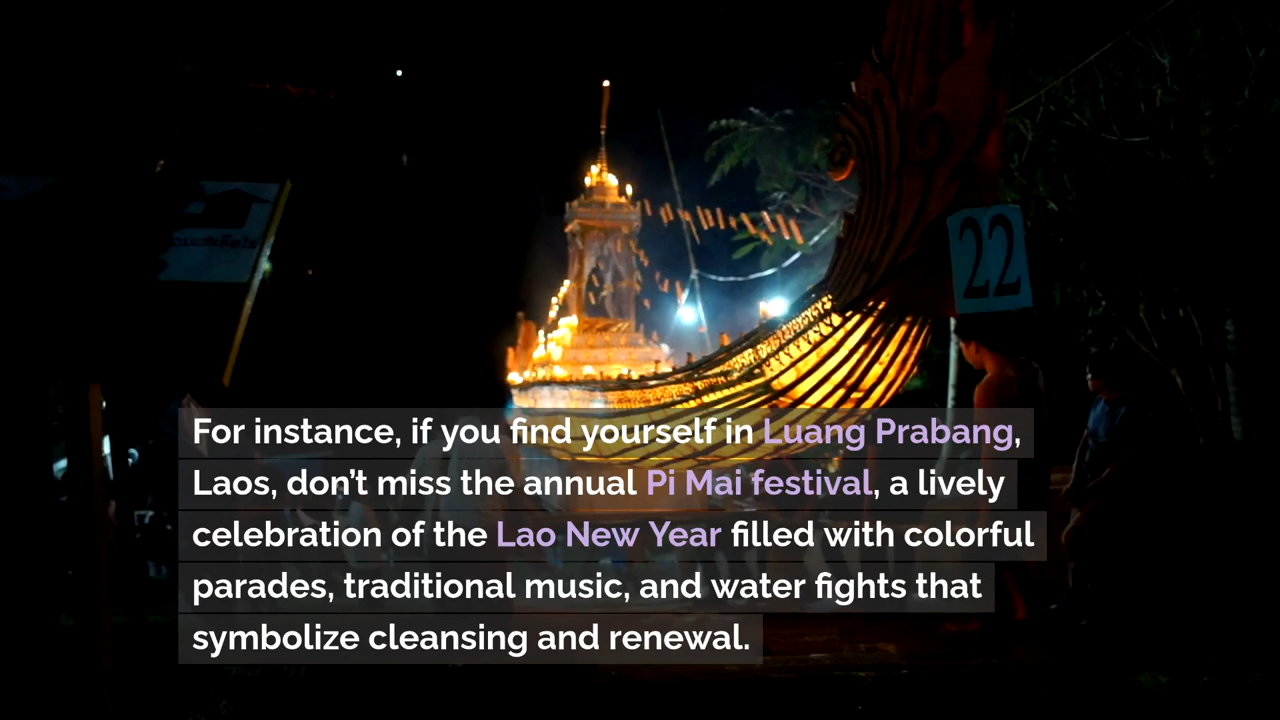 22
For instance, if you find yourself in Luang Prabang,
Laos, don’t miss the annual Pi Mai festival, a lively
celebration of the Lao New Year filled with colorful
parades, traditional music, and water fights that
symbolize cleansing and renewal.